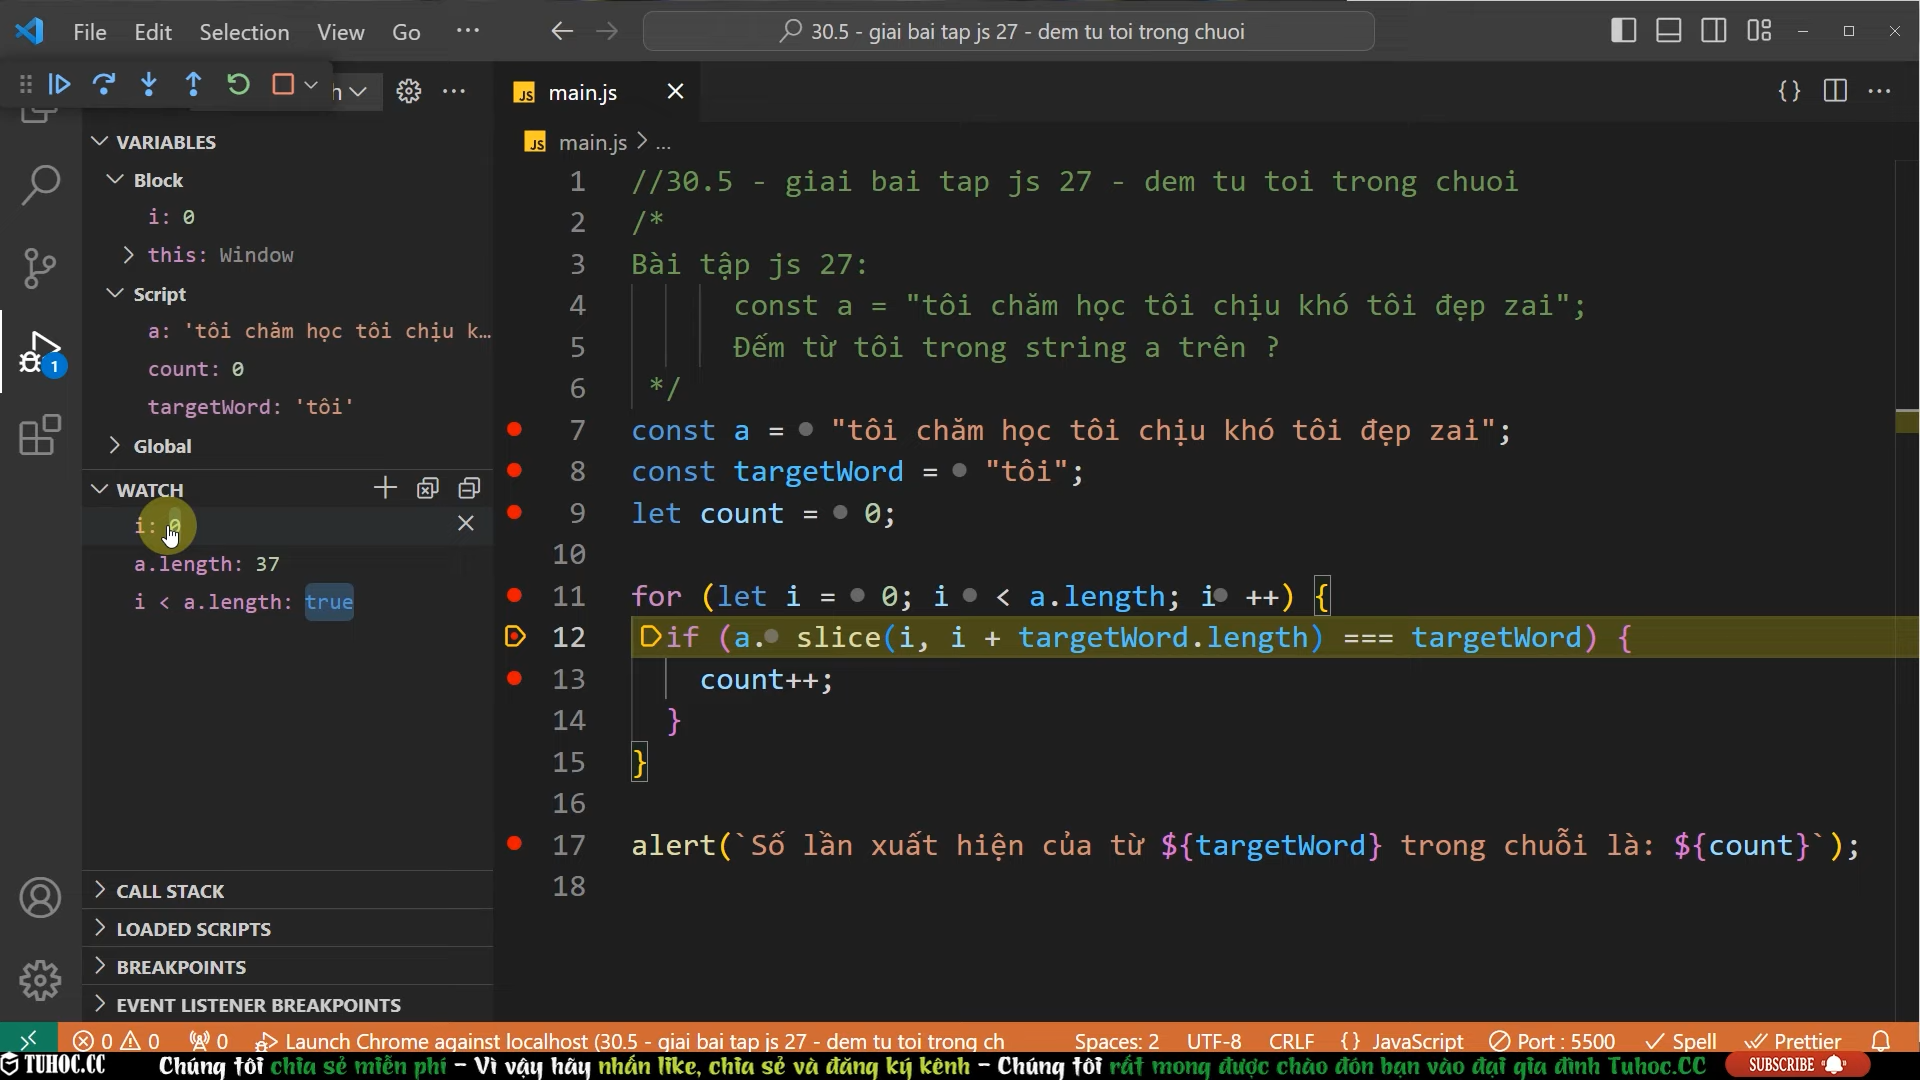 File Edit Selection View Go ... 30.5 - giai bai tap js 27 - dem tu toi trong chuoi
h
main.js
main.js > ...
VARIABLES
Block
i: 0
this: Window
Script
a: 'tôi chăm học tôi chịu k…
count: 0
targetWord: 'tôi'
Global
WATCH
i: 0
a.length: 37
i < a.length: true
CALL STACK
LOADED SCRIPTS
BREAKPOINTS
EVENT LISTENER BREAKPOINTS
1
1 //30.5 - giai bai tap js 27 - dem tu toi trong chuoi
2 /*
3 Bài tập js 27:
4 const a = "tôi chăm học tôi chịu khó tôi đẹp zai";
5 Đếm từ tôi trong string a trên ?
6 */
7 const a = "tôi chăm học tôi chịu khó tôi đẹp zai";
8 const targetWord = "tôi";
9 let count = 0;
10
11 for (let i = 0; i < a.length; i ++) {
12 if (a. slice(i, i + targetWord.length) === targetWord) {
13 count++;
14 }
15 }
16
17 alert(`Số lần xuất hiện của từ ${targetWord} trong chuỗi là: ${count}`);
18
0 0 0 Launch Chrome against localhost (30.5 - giai bai tap js 27 - dem tu toi trong ch Spaces: 2 UTF-8 CRLF {} JavaScript Port : 5500 Spell Prettier
TUHOC.CC Chúng tôi chia sẻ miễn phí - Vì vậy hãy nhấn like, chia sẻ và đăng ký kênh - Chúng tôi rất mong được chào đón bạn vào đại gia đình Tuhoc.CC SUBSCRIBE